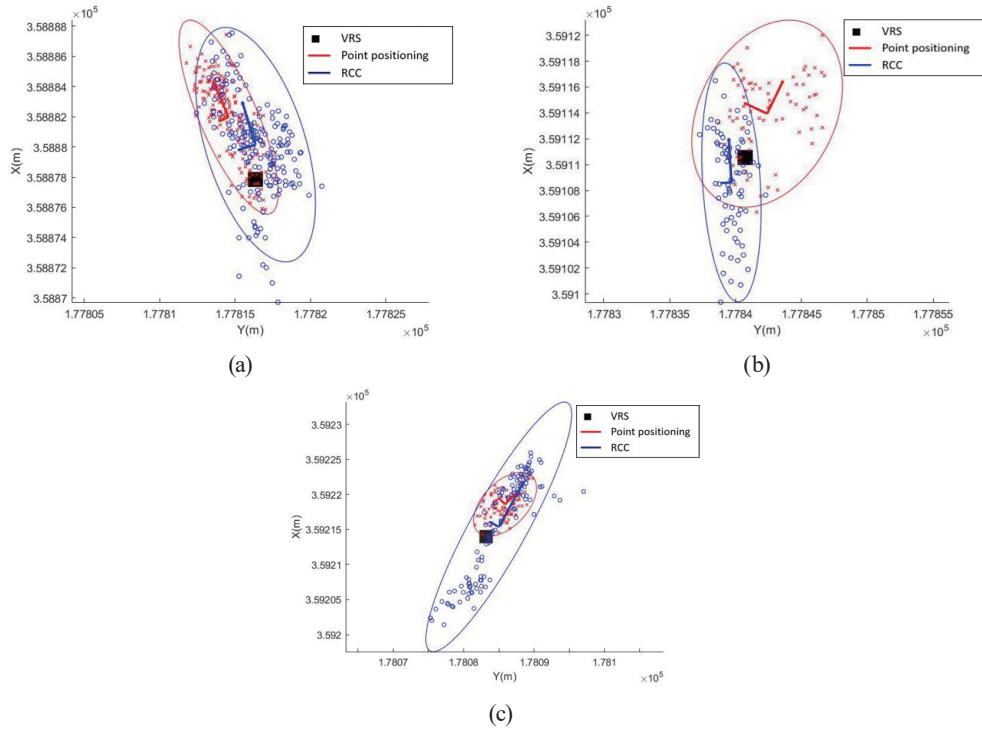 ×10⁵
3.58888
3.58886
3.58884
3.58882
3.5888
3.58878
3.58876
3.58874
3.58872
3.5887
X(m)
1.77805
1.7781
1.77815
1.7782
1.77825
Y(m)
×10⁵
VRS
Point positioning
RCC
(a)
×10⁵
3.5912
3.59118
3.59116
3.59114
3.59112
3.5911
3.59108
3.59106
3.59104
3.59102
3.591
X(m)
1.7783
1.77835
1.7784
1.77845
1.7785
1.77855
Y(m)
×10⁵
VRS
Point positioning
RCC
(b)
×10⁵
3.5923
3.59225
3.5922
3.59215
3.5921
3.59205
3.592
X(m)
1.7807
1.7808
1.7809
1.781
Y(m)
×10⁵
VRS
Point positioning
RCC
(c)